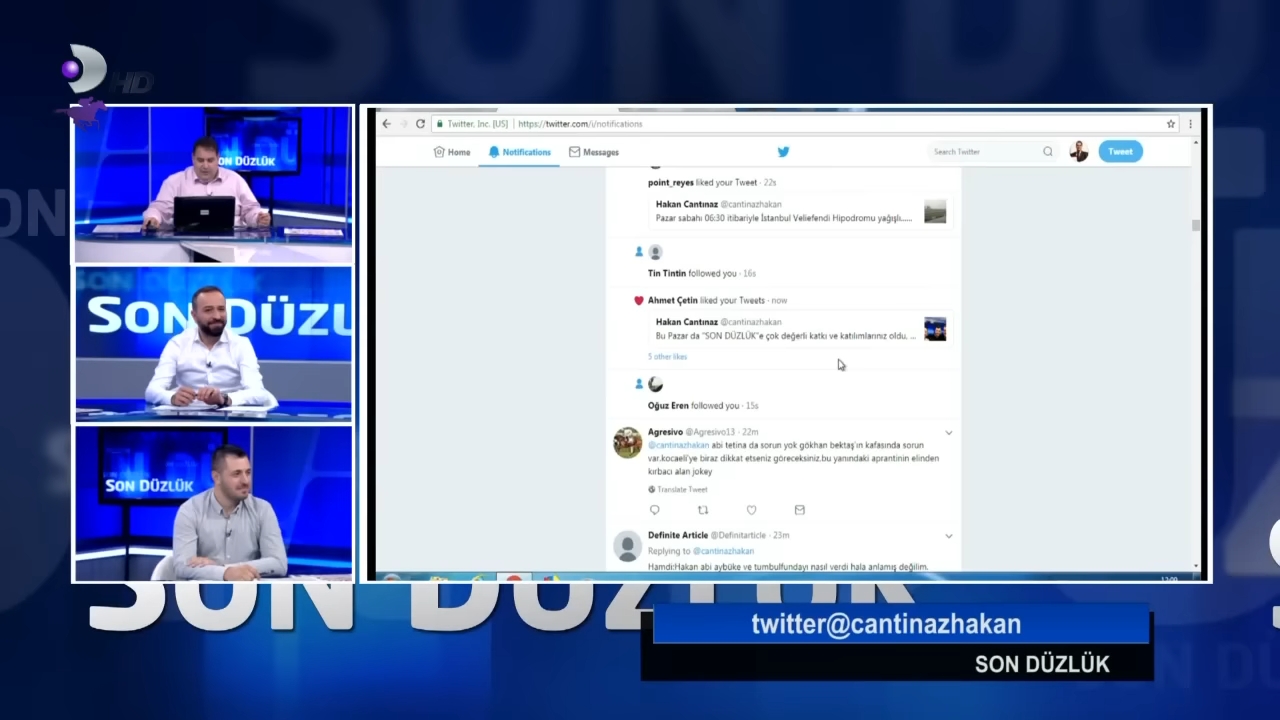 HD
ON DÜZLÜK
SON DÜZLÜK
SON DÜZLÜK
Twitter, Inc. [US] https://twitter.com/i/notifications
Home Notifications Messages Search Twitter Tweet
point_reyes liked your Tweet · 22s
Hakan Cantınaz @cantinazhakan
Pazar sabahı 06:30 itibariyle İstanbul Veliefendi Hipodromu yağışlı.....
Tin Tintin followed you · 16s
Ahmet Çetin liked your Tweets · now
Hakan Cantınaz @cantinazhakan
Bu Pazar da "SON DÜZLÜK"e çok değerli katkı ve katılımlarınız oldu. ...
5 other likes
Oğuz Eren followed you · 15s
Agresivo @Agresivo13 · 22m
@cantinazhakan abi tetina da sorun yok gökhan bektaş'ın kafasında sorun
var.kocaeli'ye biraz dikkat etseniz göreceksiniz.bu yanındaki aprantinin elinden
kırbacı alan jokey
Translate Tweet
Definite Article @Definitarticle · 23m
Replying to @cantinazhakan
Hamdi:Hakan abi aybüke ve tumbulfundayı nasıl verdi hala anlamış değilim.
SON DÜZLÜK
twitter@cantinazhakan
SON DÜZLÜK